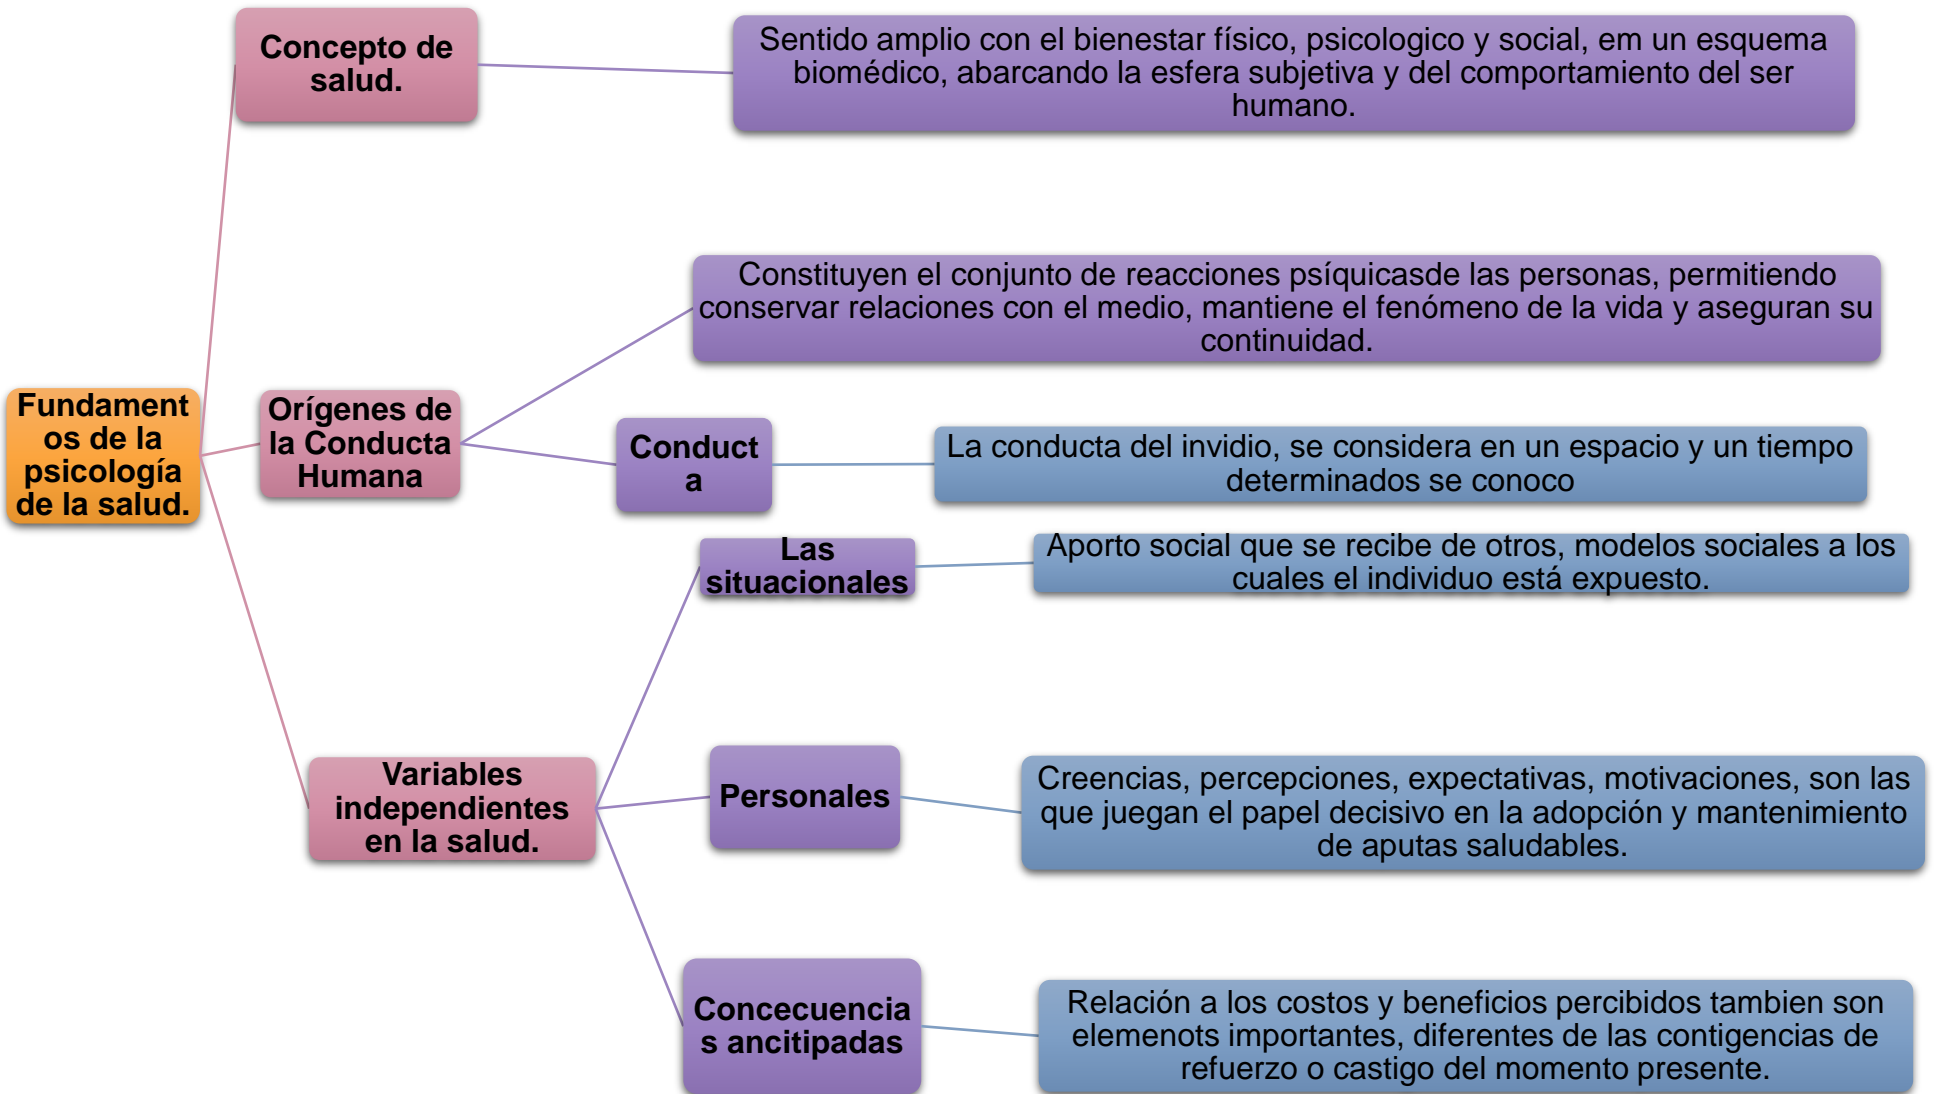 Concepto de
salud.
Sentido amplio con el bienestar físico, psicologico y social, em un esquema
biomédico, abarcando la esfera subjetiva y del comportamiento del ser
humano.
Fundament
os de la
psicología
de la salud.
Orígenes de
la Conducta
Humana
Constituyen el conjunto de reacciones psíquicasde las personas, permitiendo
conservar relaciones con el medio, mantiene el fenómeno de la vida y aseguran su
continuidad.
Conduct
a
La conducta del invidio, se considera en un espacio y un tiempo
determinados se conoco
Variables
independientes
en la salud.
Las
situacionales
Aporto social que se recibe de otros, modelos sociales a los
cuales el individuo está expuesto.
Personales
Creencias, percepciones, expectativas, motivaciones, son las
que juegan el papel decisivo en la adopción y mantenimiento
de aputas saludables.
Concecuencia
s ancitipadas
Relación a los costos y beneficios percibidos tambien son
elemenots importantes, diferentes de las contigencias de
refuerzo o castigo del momento presente.